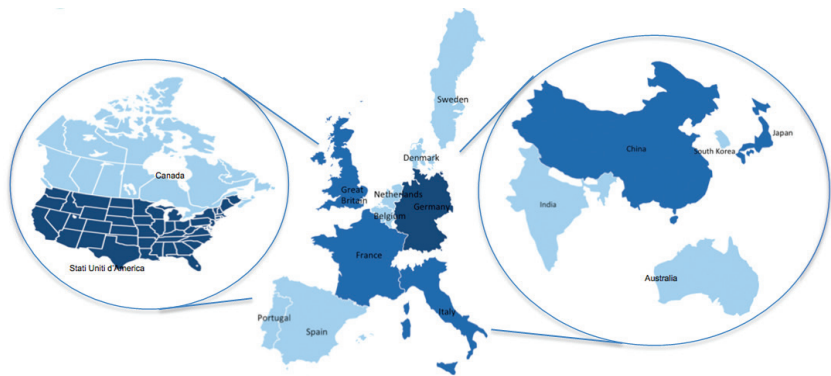 Canada
Stati Uniti d'America
Sweden
Denmark
Great
Britain
Netherlands
Belgium
Germany
France
Portugal
Spain
Italy
China
South Korea
Japan
India
Australia